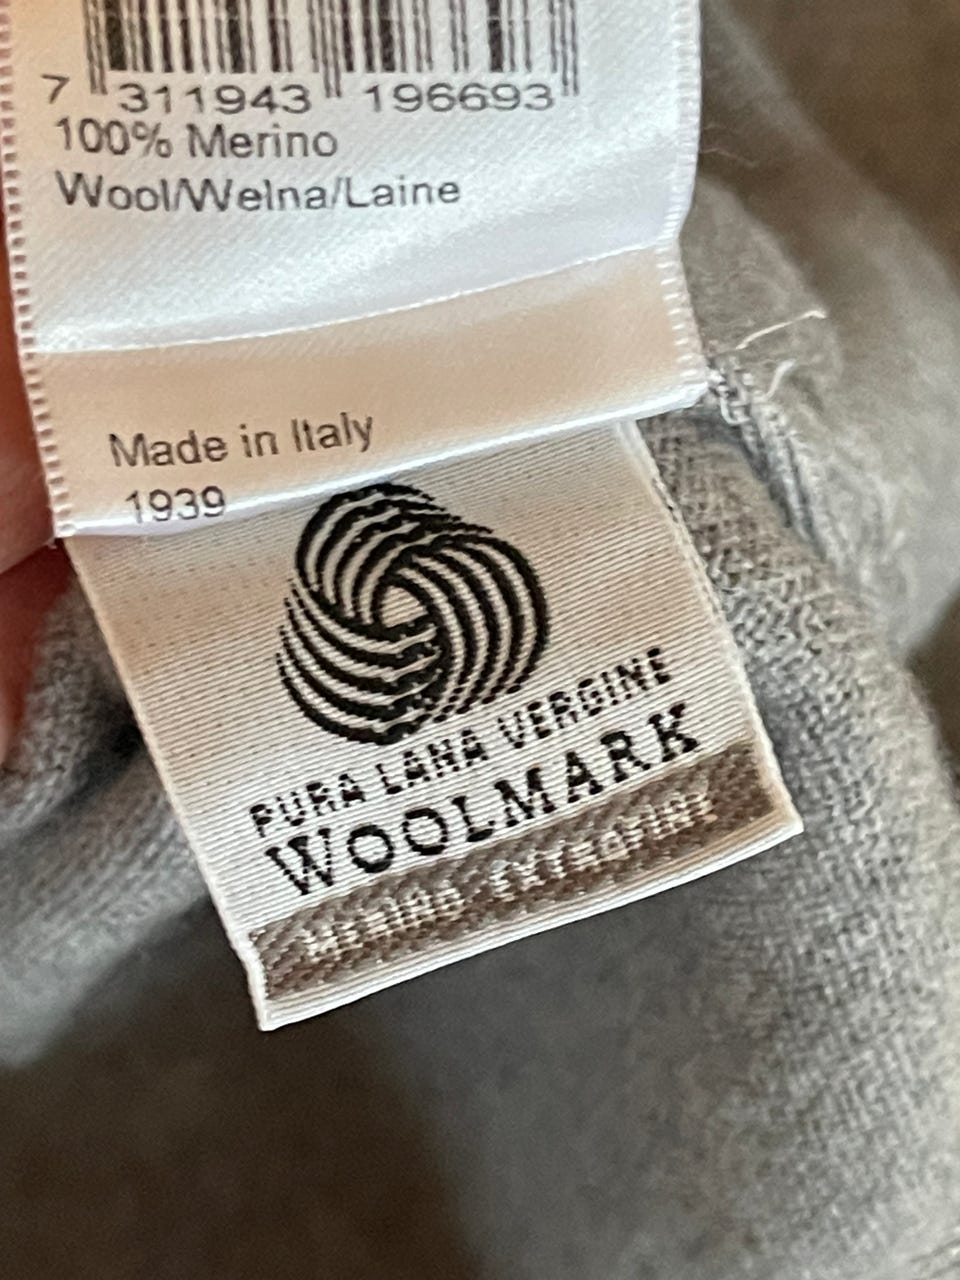 7 311943 196693
100% Merino
Wool/Welna/Laine
Made in Italy
1939
PURA LANA VERGINE
WOOLMARK
MERINO EXTRAFINE